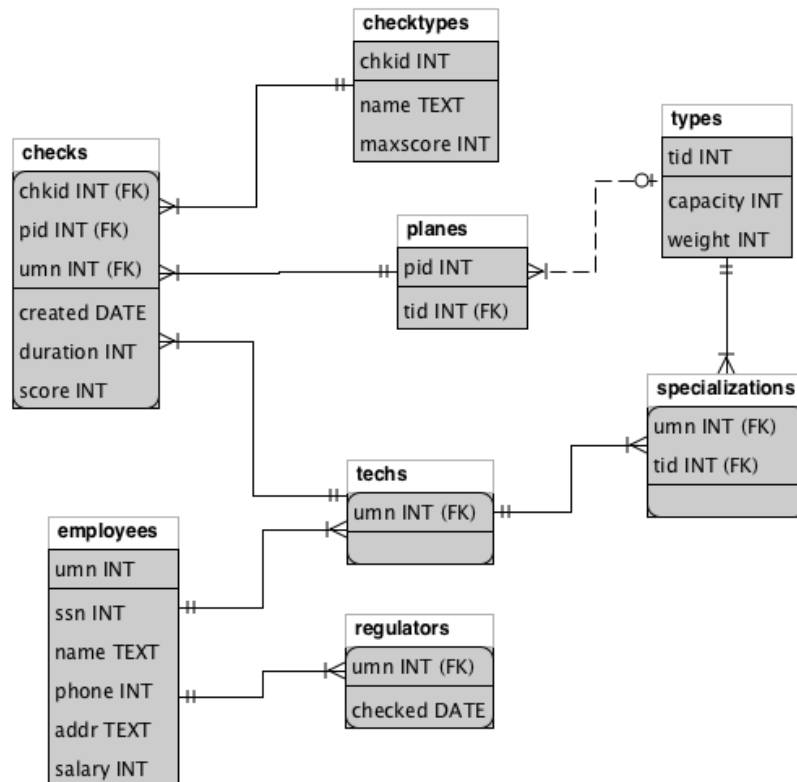 checktypes
chkid INT
name TEXT
maxscore INT
types
tid INT
capacity INT
weight INT
checks
chkid INT (FK)
pid INT (FK)
umn INT (FK)
created DATE
duration INT
score INT
planes
pid INT
tid INT (FK)
specializations
umn INT (FK)
tid INT (FK)
techs
umn INT (FK)
employees
umn INT
ssn INT
name TEXT
phone INT
addr TEXT
salary INT
regulators
umn INT (FK)
checked DATE